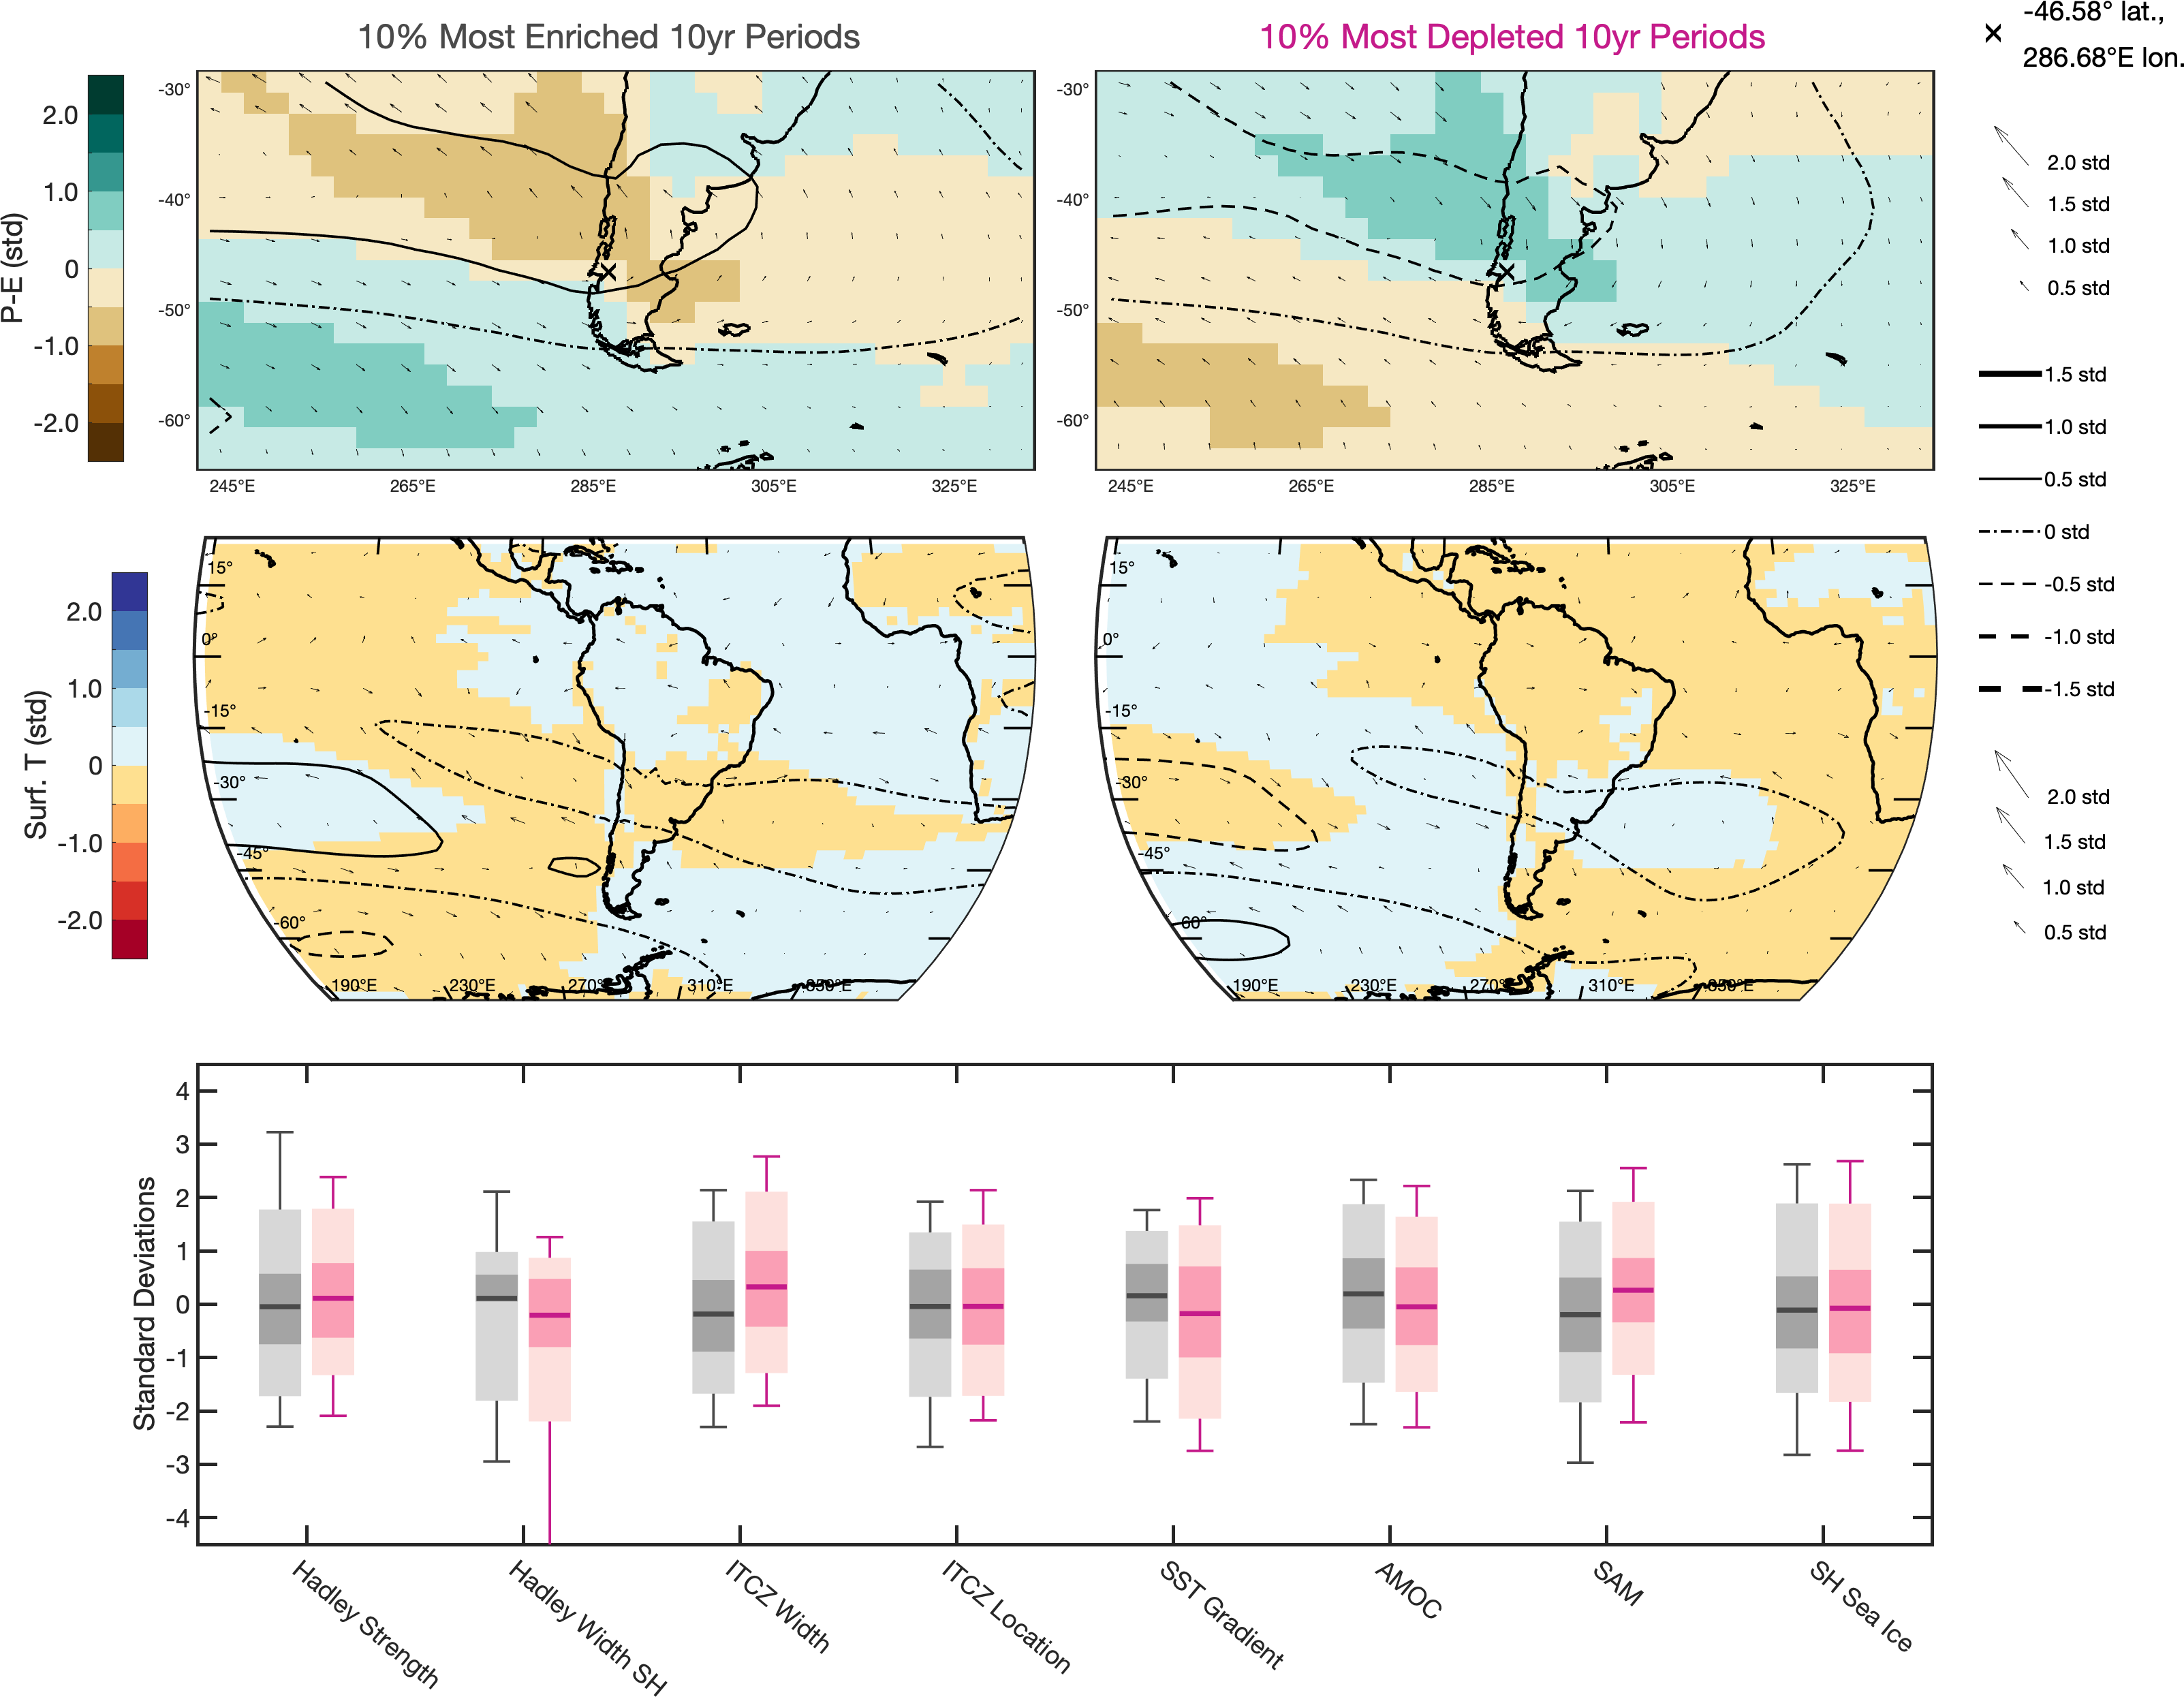 10% Most Enriched 10yr Periods
10% Most Depleted 10yr Periods
-46.58° lat.,
286.68°E lon.
P-E (std)
2.0
1.0
0
-1.0
-2.0
-30°
-40°
-50°
-60°
245°E
265°E
285°E
305°E
325°E
-30°
-40°
-50°
-60°
245°E
265°E
285°E
305°E
325°E
2.0 std
1.5 std
1.0 std
0.5 std
1.5 std
1.0 std
0.5 std
0 std
-0.5 std
-1.0 std
-1.5 std
2.0 std
1.5 std
1.0 std
0.5 std
Surf. T (std)
2.0
1.0
0
-1.0
-2.0
15°
0°
-15°
-30°
-45°
-60°
190°E
230°E
270°
310°E
350°E
15°
0°
-15°
-30°
-45°
60°
190°E
230°E
270°
310°E
350°E
Standard Deviations
4
3
2
1
0
-1
-2
-3
-4
Hadley Strength
Hadley Width SH
ITCZ Width
ITCZ Location
SST Gradient
AMOC
SAM
SH Sea Ice